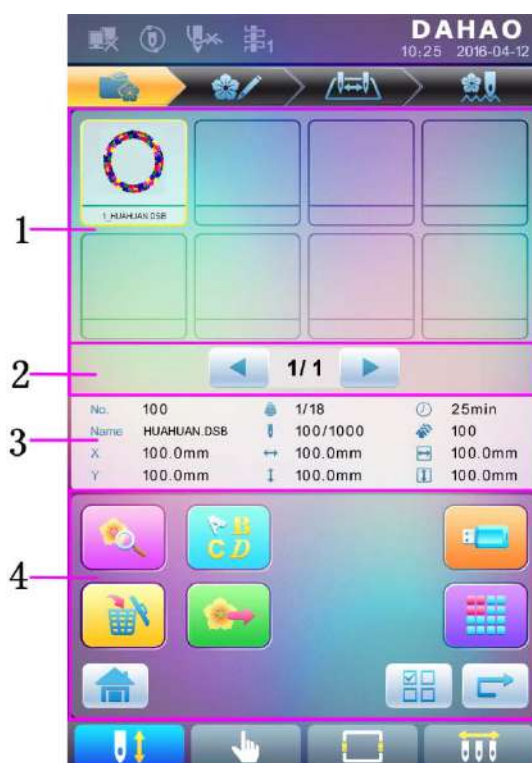 DAHAO
1
10:25 2016-04-12
1_HUAHUAN.DSB
1
2
1/1
3
No. 100 1/18 25min
Name HUAHUAN.DSB 100/1000 100
X 100.0mm 100.0mm 100.0mm
Y 100.0mm 100.0mm 100.0mm
4
A B
C D